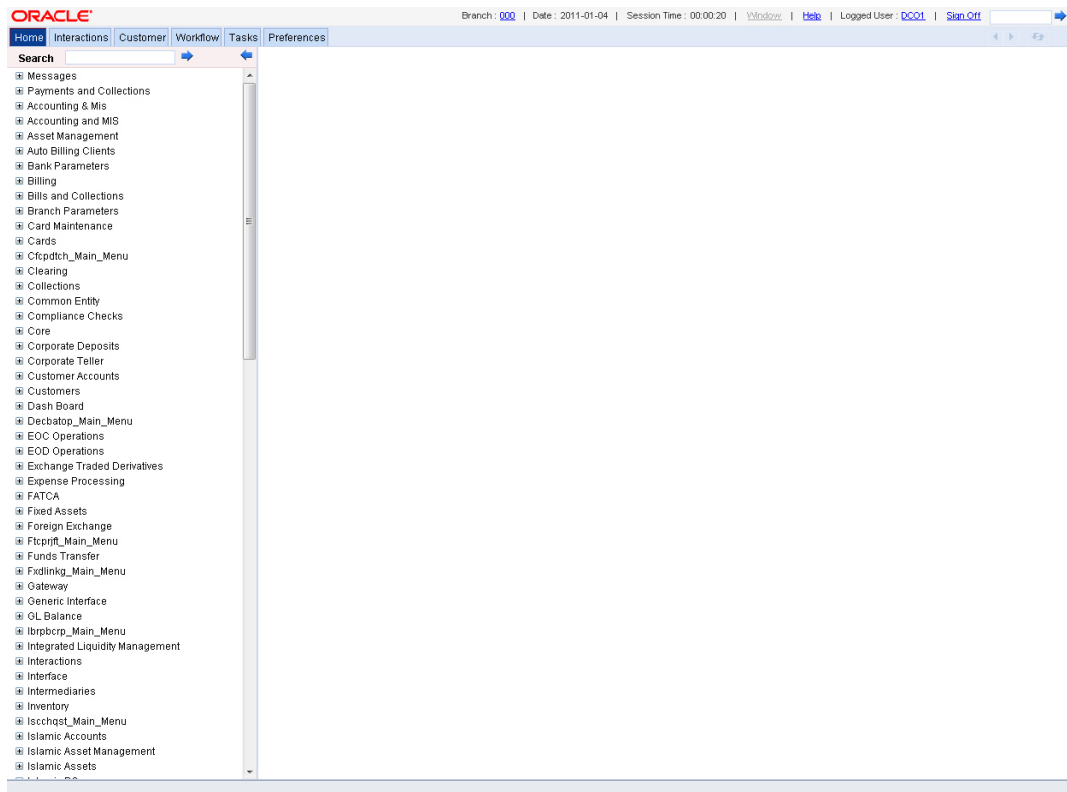 ORACLE
Branch : 000 | Date : 2011-01-04 | Session Time : 00:00:20 | Window | Help | Logged User : DCO1 | Sign Off
Home Interactions Customer Workflow Tasks Preferences
Search
Messages
Payments and Collections
Accounting & Mis
Accounting and MIS
Asset Management
Auto Billing Clients
Bank Parameters
Billing
Bills and Collections
Branch Parameters
Card Maintenance
Cards
Cfcpdtch_Main_Menu
Clearing
Collections
Common Entity
Compliance Checks
Core
Corporate Deposits
Corporate Teller
Customer Accounts
Customers
Dash Board
Decbatop_Main_Menu
EOC Operations
EOD Operations
Exchange Traded Derivatives
Expense Processing
FATCA
Fixed Assets
Foreign Exchange
Ftcprjft_Main_Menu
Funds Transfer
Fxdlinkg_Main_Menu
Gateway
Generic Interface
GL Balance
Ibrpbcrp_Main_Menu
Integrated Liquidity Management
Interactions
Interface
Intermediaries
Inventory
Iscchqst_Main_Menu
Islamic Accounts
Islamic Asset Management
Islamic Assets